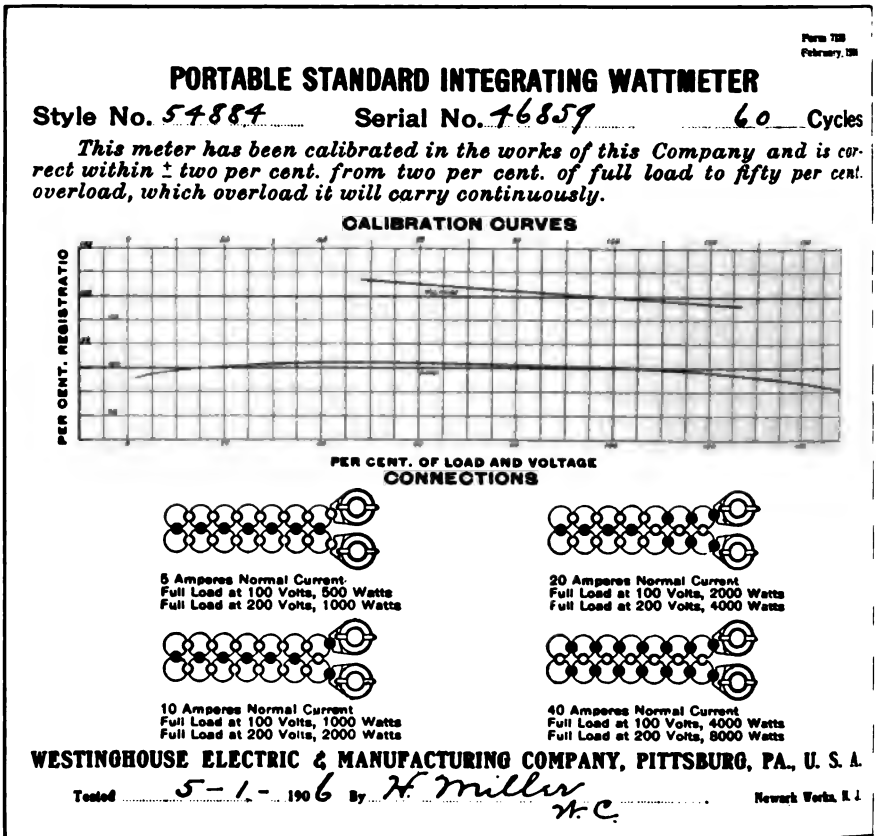 Form
February,
PORTABLE STANDARD INTEGRATING WATTMETER
Style No. 54884 Serial No. 46859 60 Cycles
This meter has been calibrated in the works of this Company and is cor-
rect within ± two per cent. from two per cent. of full load to fifty per cent.
overload, which overload it will carry continuously.
CALIBRATION CURVES
PER CENT. REGISTRATIO
PER CENT. OF LOAD AND VOLTAGE
CONNECTIONS
5 Amperes Normal Current
Full Load at 100 Volts, 500 Watts
Full Load at 200 Volts, 1000 Watts
20 Amperes Normal Current
Full Load at 100 Volts, 2000 Watts
Full Load at 200 Volts, 4000 Watts
10 Amperes Normal Current
Full Load at 100 Volts, 1000 Watts
Full Load at 200 Volts, 2000 Watts
40 Amperes Normal Current
Full Load at 100 Volts, 4000 Watts
Full Load at 200 Volts, 8000 Watts
WESTINGHOUSE ELECTRIC & MANUFACTURING COMPANY, PITTSBURG, PA., U. S. A.
Tested 5-1- 1906 By H. Miller
Newark Works, N. J.